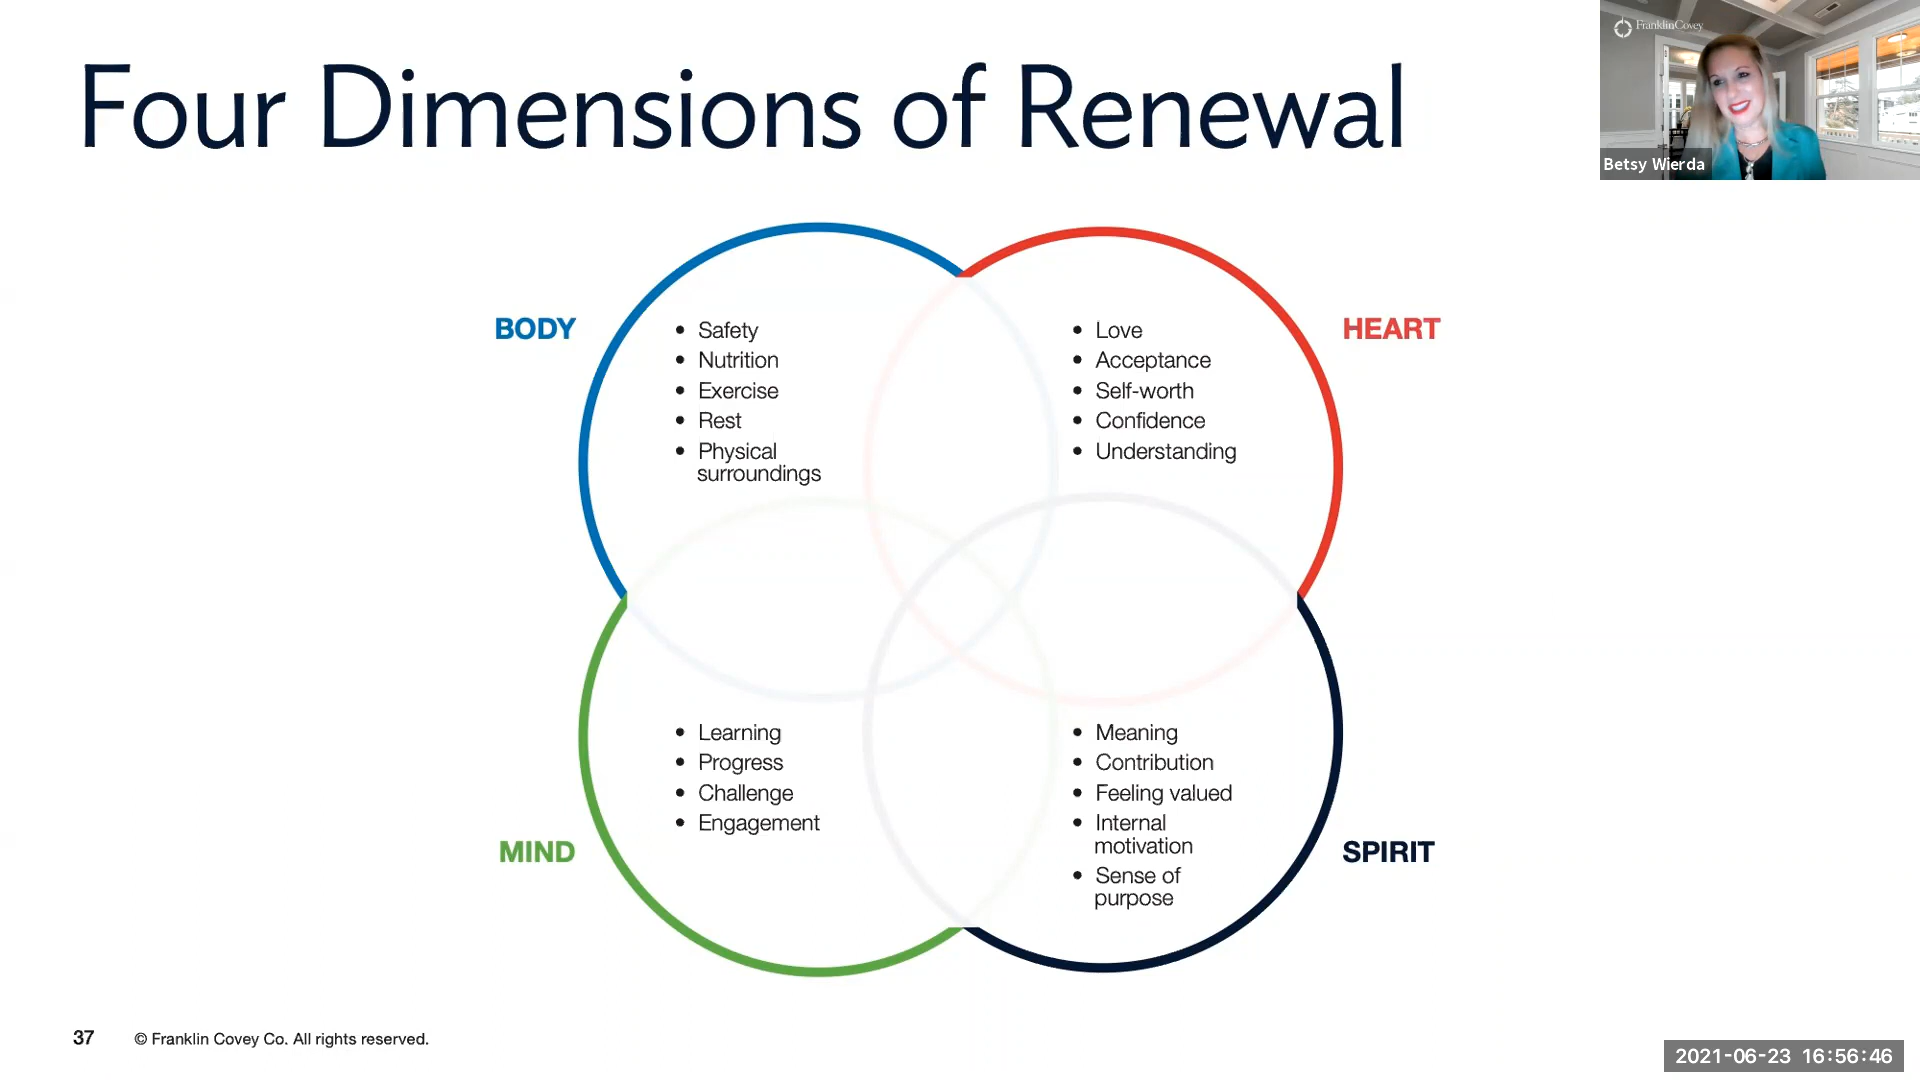 Four Dimensions of Renewal
FranklinCovey
Betsy Wierda
BODY
• Safety
• Nutrition
• Exercise
• Rest
• Physical
surroundings
• Love
• Acceptance
• Self-worth
• Confidence
• Understanding
HEART
MIND
• Learning
• Progress
• Challenge
• Engagement
• Meaning
• Contribution
• Feeling valued
• Internal
motivation
• Sense of
purpose
SPIRIT
37 © Franklin Covey Co. All rights reserved.
2021-06-23 16:56:46